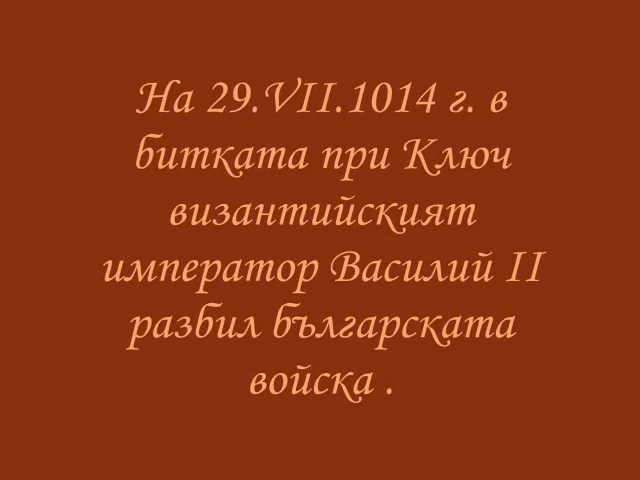 На 29.VII.1014 г. в
битката при Ключ
византийският
император Василий II
разбил българската
войска .